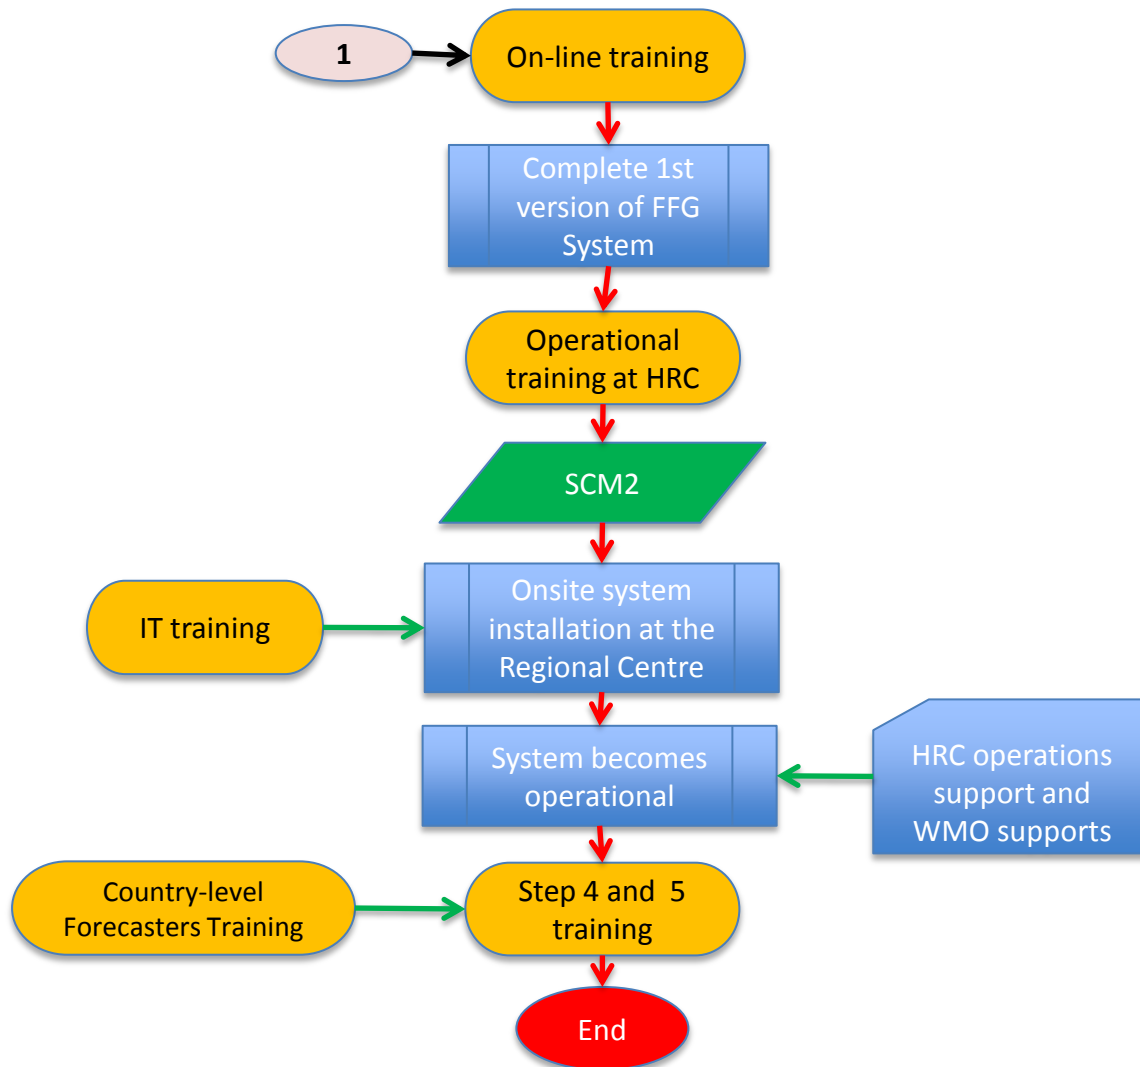 1
On-line training
Complete 1st
version of FFG
System
Operational
training at HRC
SCM2
Onsite system
installation at the
Regional Centre
IT training
System becomes
operational
HRC operations
support and
WMO supports
Country-level
Forecasters Training
Step 4 and  5
training
End